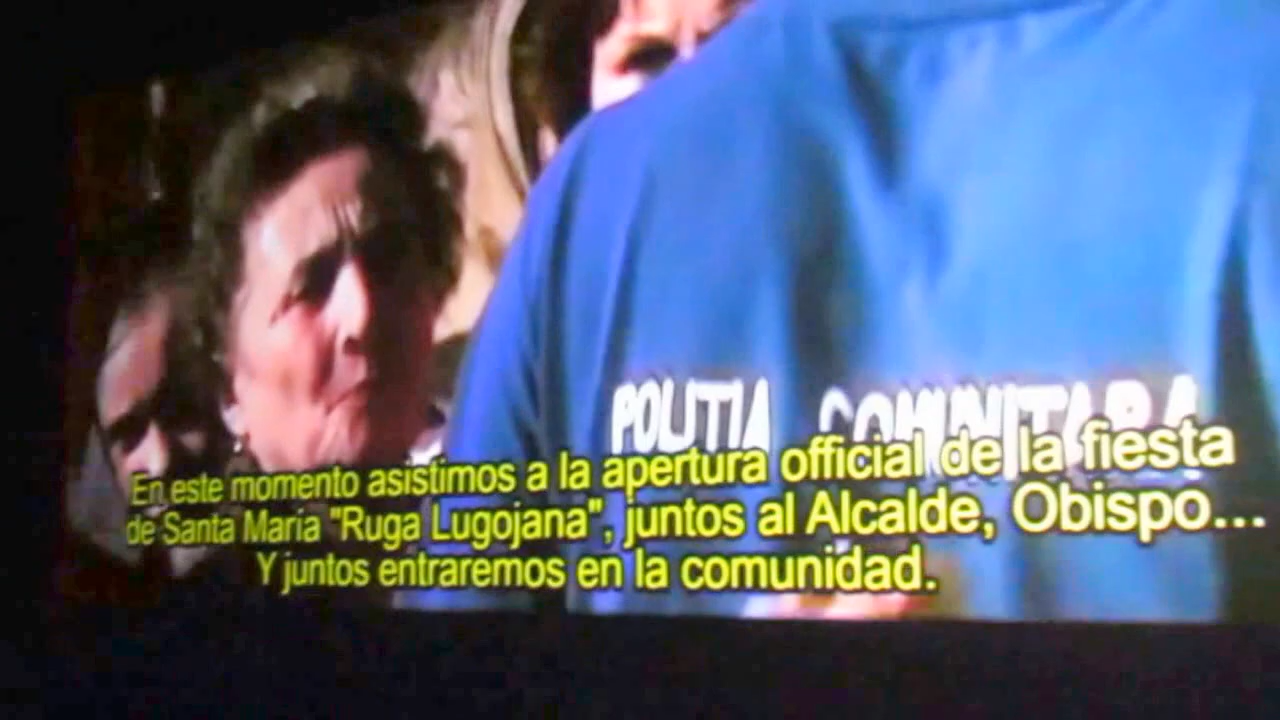 POLITIA COMUNITARA
En este momento asistimos a la apertura official de la fiesta
de Santa Maria "Ruga Lugojana", juntos al Alcalde, Obispo...
Y juntos entraremos en la comunidad.